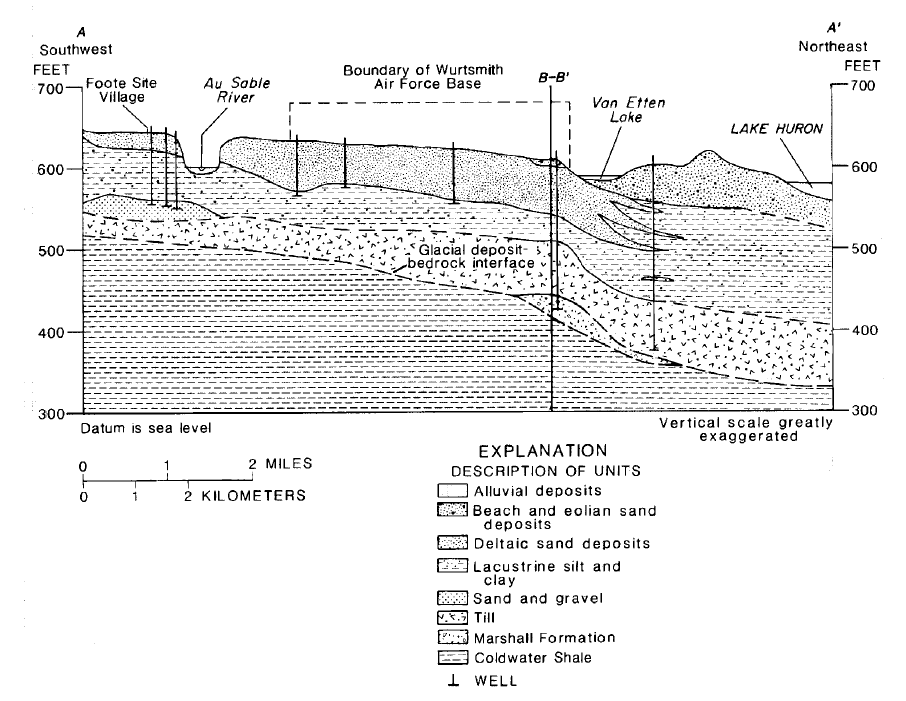 A
Southwest
FEET
A'
Northeast
FEET
Foote Site
Village
Au Sable
River
Boundary of Wurtsmith
Air Force Base
B-B'
Van Etten
Lake
LAKE HURON
700
600
500
400
300
700
600
500
400
300
Glacial deposit-
bedrock interface
Datum is sea level
Vertical scale greatly
exaggerated
0 1 2 MILES
0 1 2 KILOMETERS
EXPLANATION
DESCRIPTION OF UNITS
Alluvial deposits
Beach and eolian sand
deposits
Deltaic sand deposits
Lacustrine silt and
clay
Sand and gravel
Till
Marshall Formation
Coldwater Shale
WELL